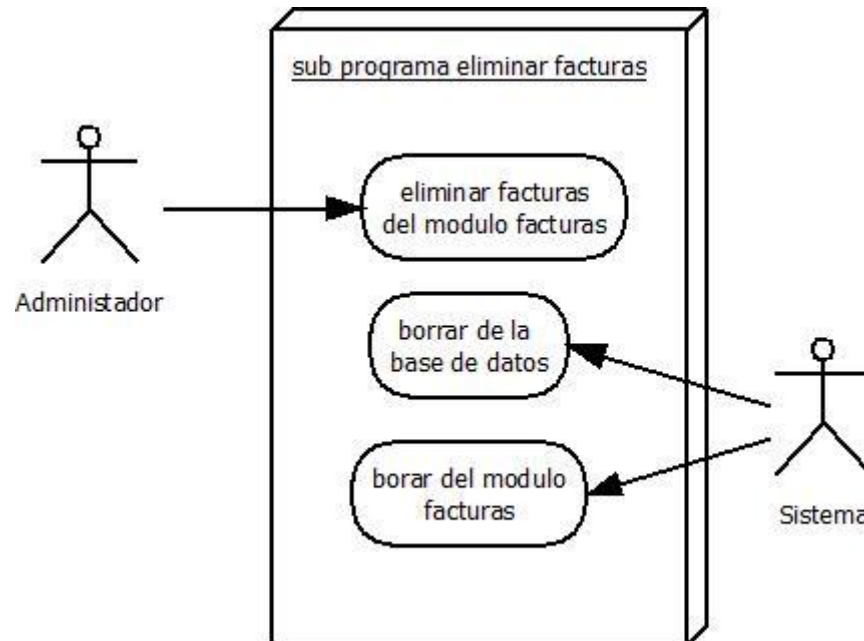 sub programa eliminar facturas
eliminar facturas
del modulo facturas
Administador
borrar de la
base de datos
borar del modulo
facturas
Sistema